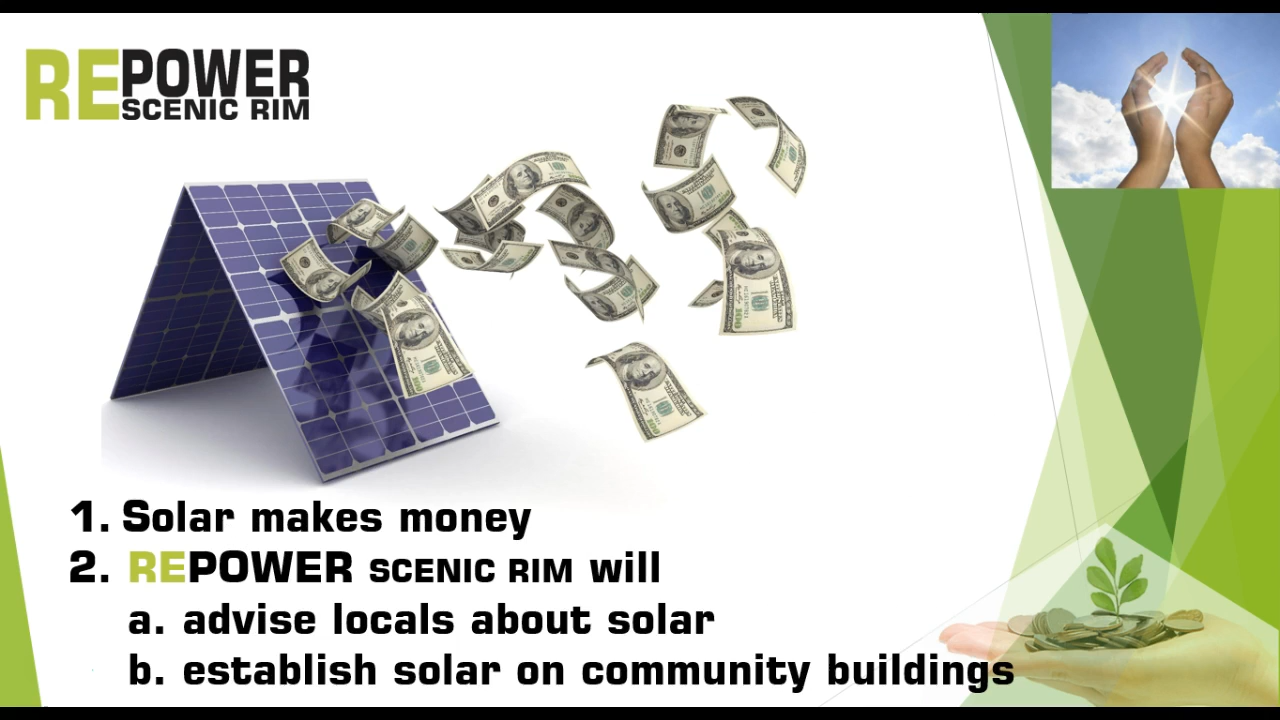 REPOWER
SCENIC RIM
1. Solar makes money
2. REPOWER SCENIC RIM will
a. advise locals about solar
b. establish solar on community buildings